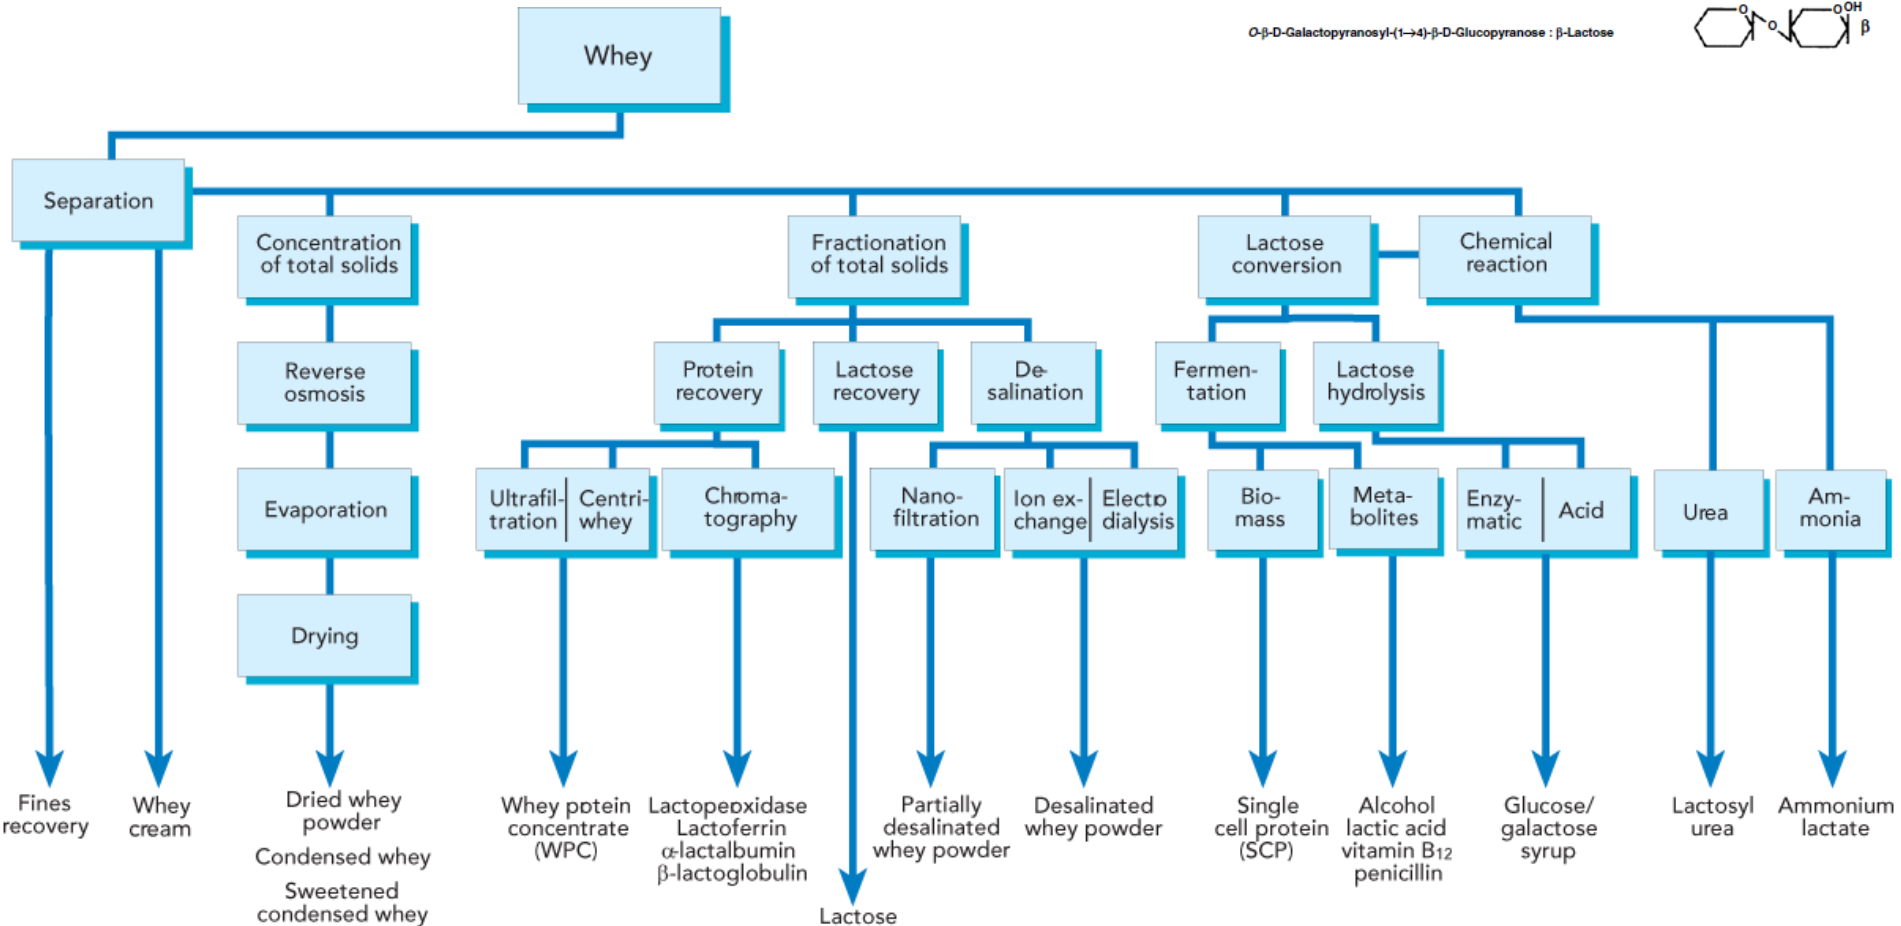 Whey
O-β-D-Galactopyranosyl-(1→4)-β-D-Glucopyranose : β-Lactose
O
O
O
OH
β
Separation
Concentration
of total solids
Fractionation
of total solids
Lactose
conversion
Chemical
reaction
Reverse
osmosis
Protein
recovery
Lactose
recovery
De-
salination
Fermen-
tation
Lactose
hydrolysis
Evaporation
Ultrafil-
tration
Centri-
whey
Chroma-
tography
Nano-
filtration
Ion ex-
change
Electro
dialysis
Bio-
mass
Meta-
bolites
Enzy-
matic
Acid
Urea
Am-
monia
Drying
Fines
recovery
Whey
cream
Dried whey
powder
Condensed whey
Sweetened
condensed whey
Whey protein
concentrate
(WPC)
Lactoperoxidase
Lactoferrin
α-lactalbumin
β-lactoglobulin
Lactose
Partially
desalinated
whey powder
Desalinated
whey powder
Single
cell protein
(SCP)
Alcohol
lactic acid
vitamin B12
penicillin
Glucose/
galactose
syrup
Lactosyl
urea
Ammonium
lactate